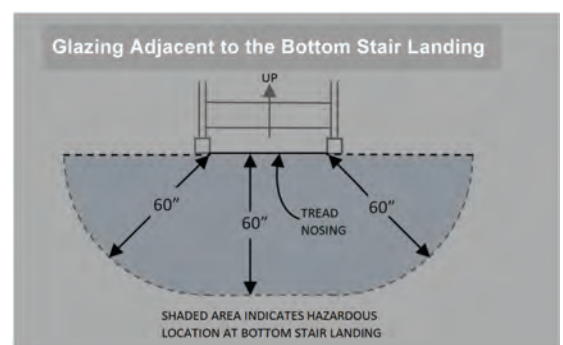 Glazing Adjacent to the Bottom Stair Landing
UP
60"
60"
TREAD
NOSING
60"
SHADED AREA INDICATES HAZARDOUS
LOCATION AT BOTTOM STAIR LANDING